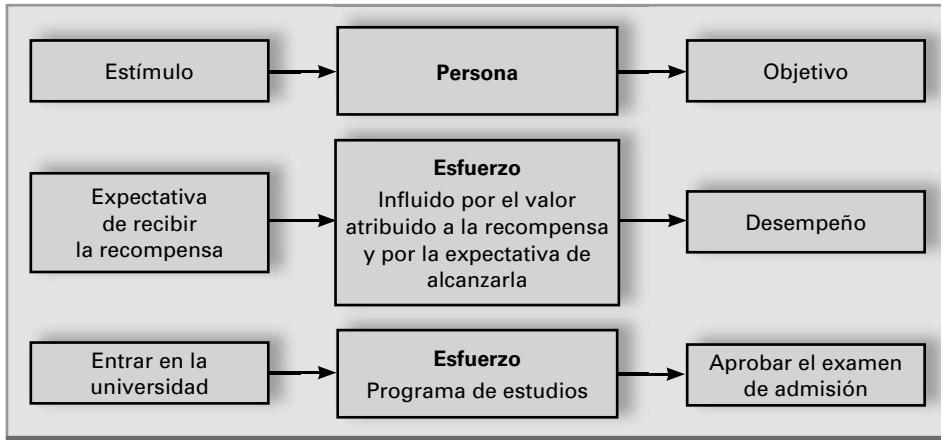 Estímulo
Persona
Objetivo
Expectativa
de recibir
la recompensa
Esfuerzo
Influido por el valor
atribuido a la recompensa
y por la expectativa de
alcanzarla
Desempeño
Entrar en la
universidad
Esfuerzo
Programa de estudios
Aprobar el examen
de admisión